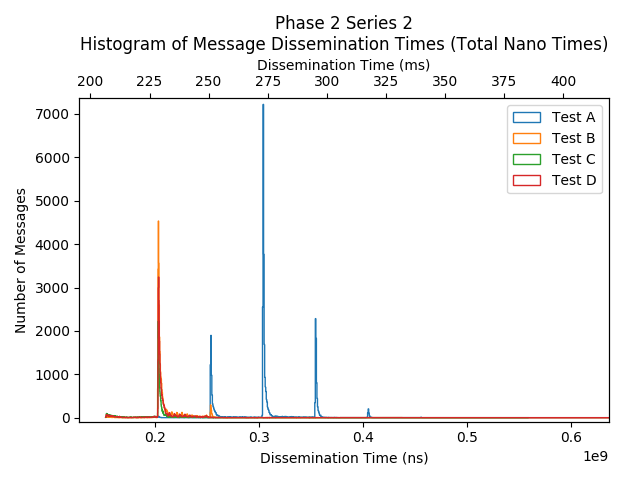 Phase 2 Series 2
Histogram of Message Dissemination Times (Total Nano Times)
Dissemination Time (ms)
200 225 250 275 300 325 350 375 400
7000
6000
5000
4000
3000
2000
1000
0
Number of Messages
Test A
Test B
Test C
Test D
0.2 0.3 0.4 0.5 0.6
1e9
Dissemination Time (ns)